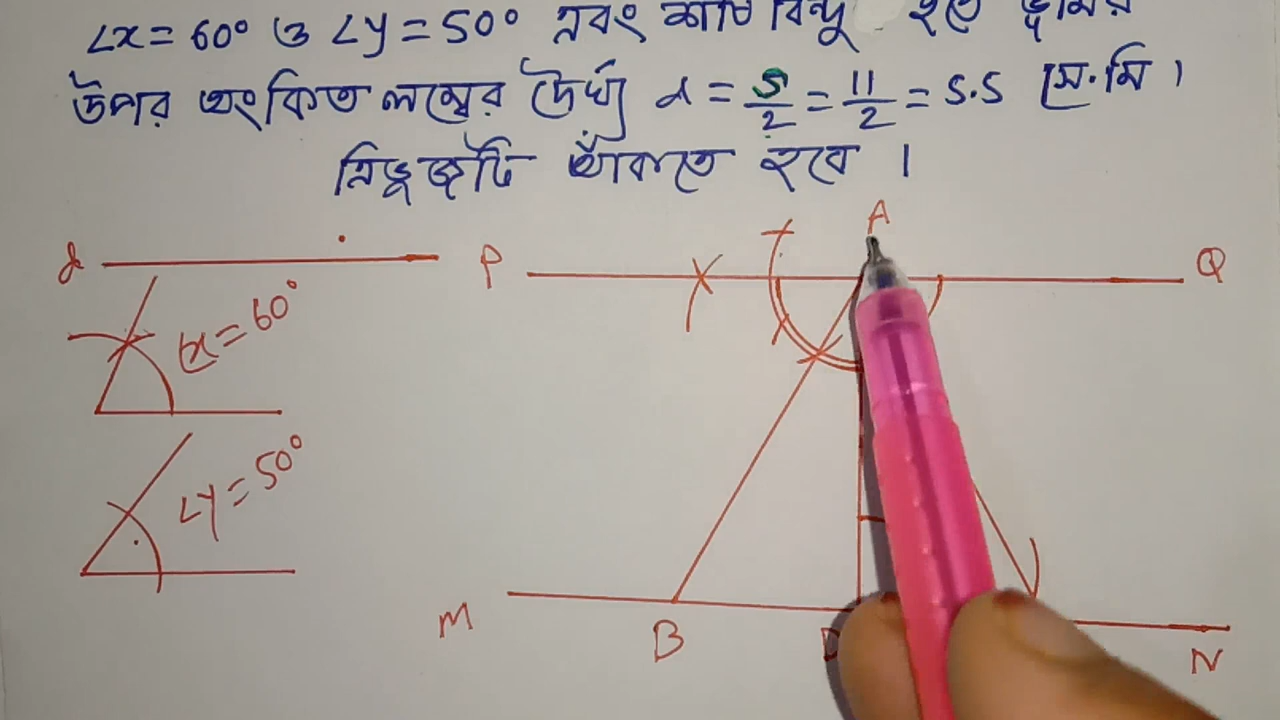 ∠x = 60° ও ∠y = 50° এবং শীর্ষ বিন্দু হতে ভূমির
উপর অংকিত লম্বের দৈর্ঘ্য d = 5/2 = 11/2 = 5.5 সে.মি।
ত্রিভুজটি আঁকতে হবে।
A
d
P
Q
∠x = 60°
∠y = 50°
M
B
D
N